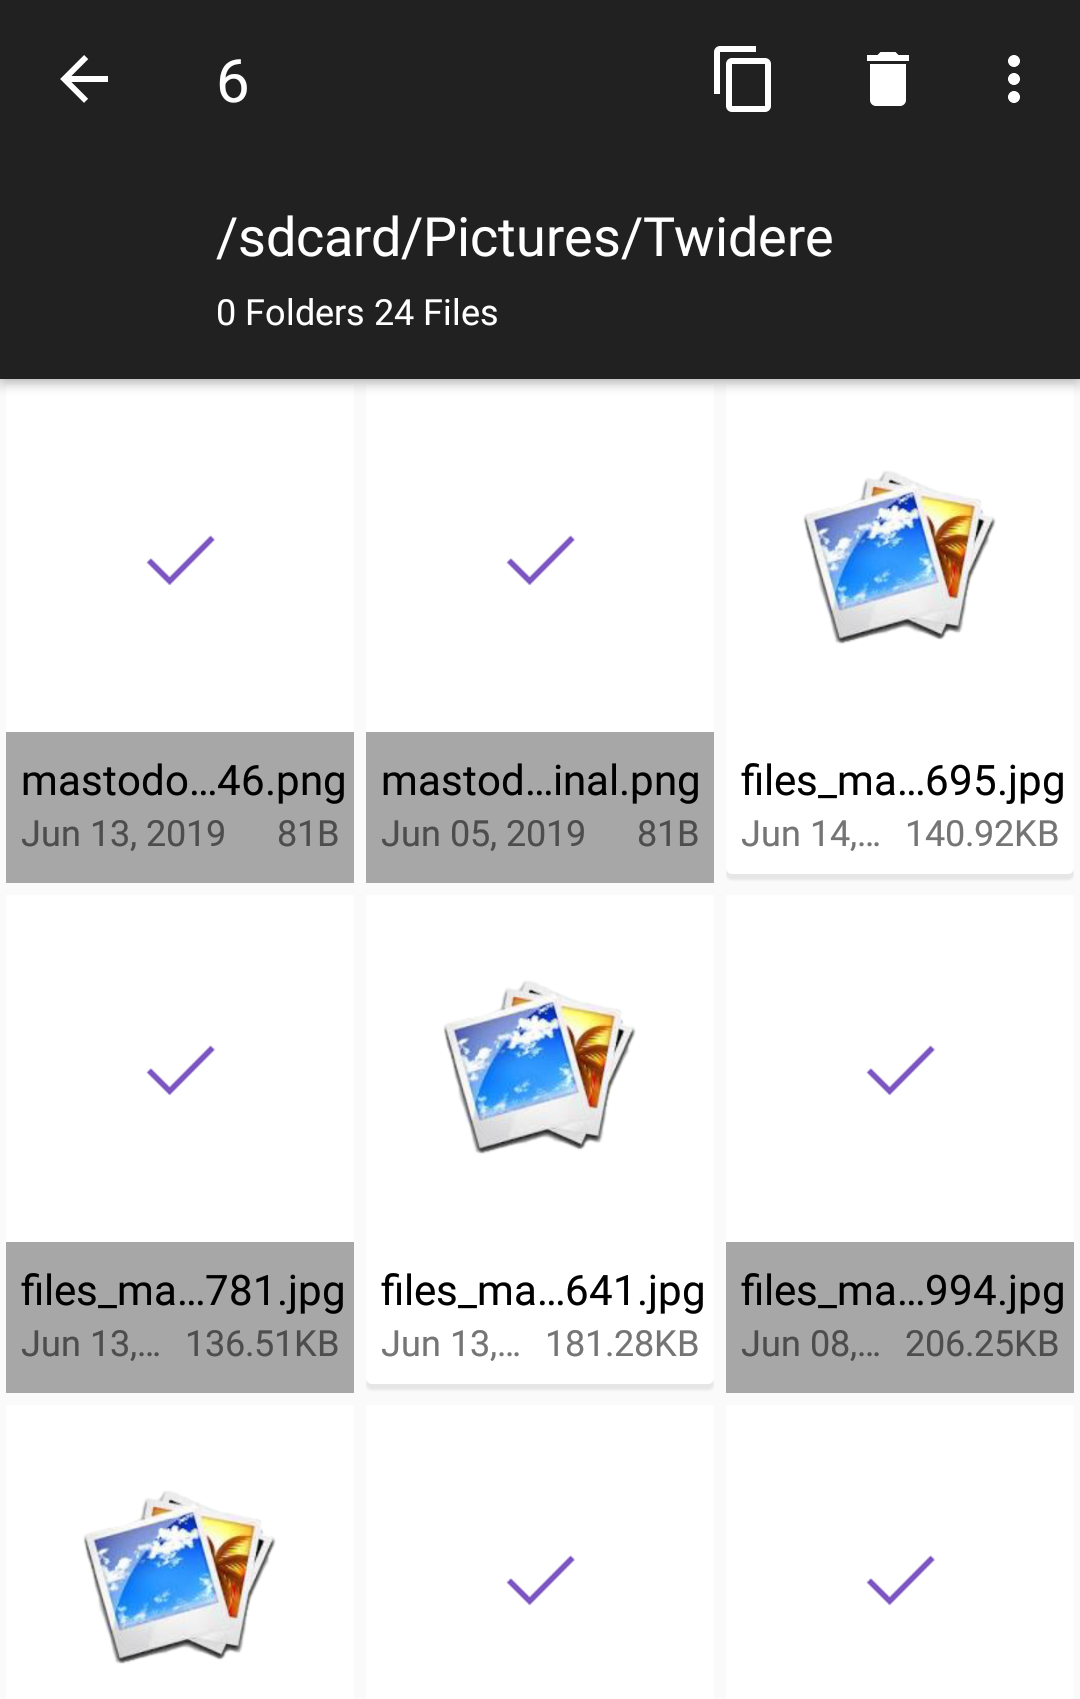 6
/sdcard/Pictures/Twidere
0 Folders 24 Files
mastodo...46.png
Jun 13, 2019 81B
mastod...inal.png
Jun 05, 2019 81B
files_ma...695.jpg
Jun 14,... 140.92KB
files_ma...781.jpg
Jun 13,... 136.51KB
files_ma...641.jpg
Jun 13,... 181.28KB
files_ma...994.jpg
Jun 08,... 206.25KB